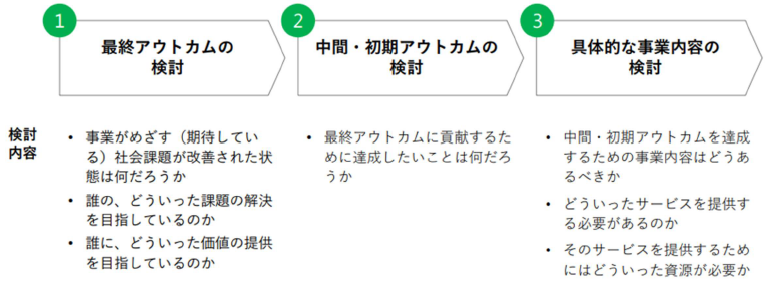 1
最終アウトカムの
検討
2
中間・初期アウトカムの
検討
3
具体的な事業内容の
検討
検討
内容
• 事業がめざす（期待してい
る）社会課題が改善された状
態は何だろうか
• 誰の、どういった課題の解決
を目指しているのか
• 誰に、どういった価値の提供
を目指しているのか
• 最終アウトカムに貢献するた
めに達成したいことは何だろ
うか
• 中間・初期アウトカムを達成
するための事業内容はどうあ
るべきか
• どういったサービスを提供す
る必要があるのか
• そのサービスを提供するため
にはどういった資源が必要か